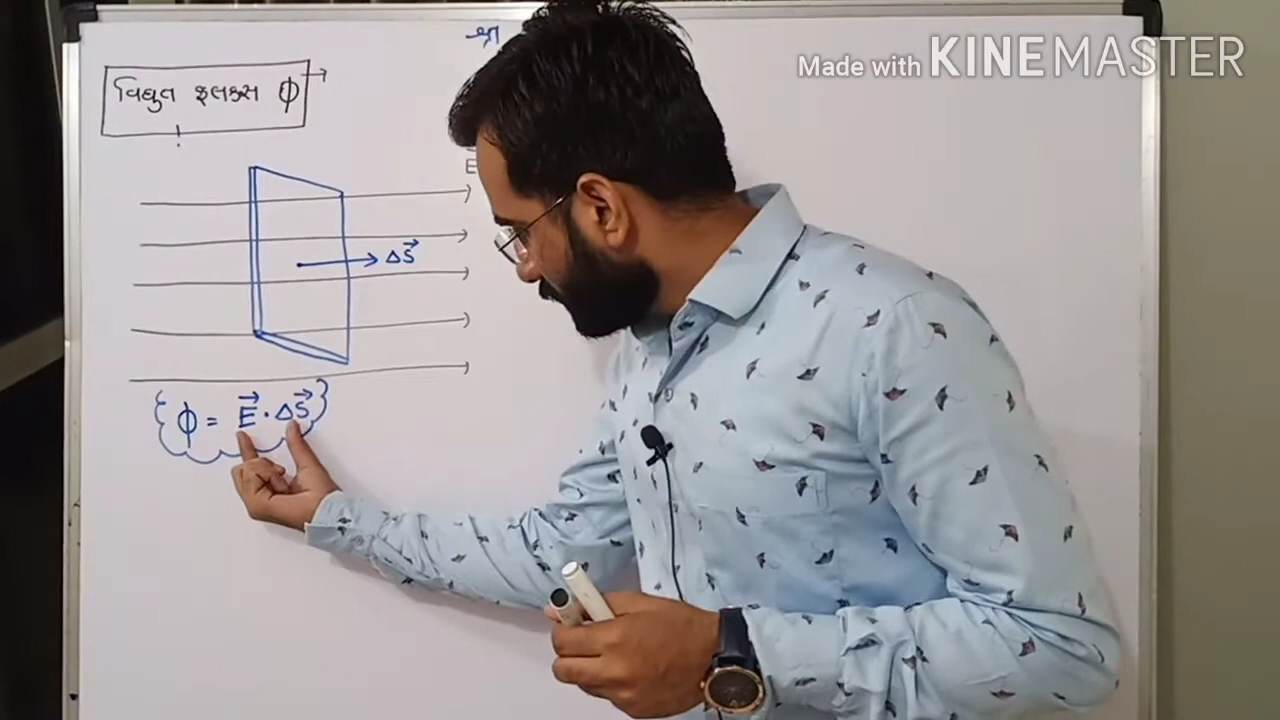 શ્રી
Made with KINEMASTER
વિદ્યુત ફ્લક્સ ϕ →
E
ΔS⃗
ϕ = E⃗ · ΔS⃗